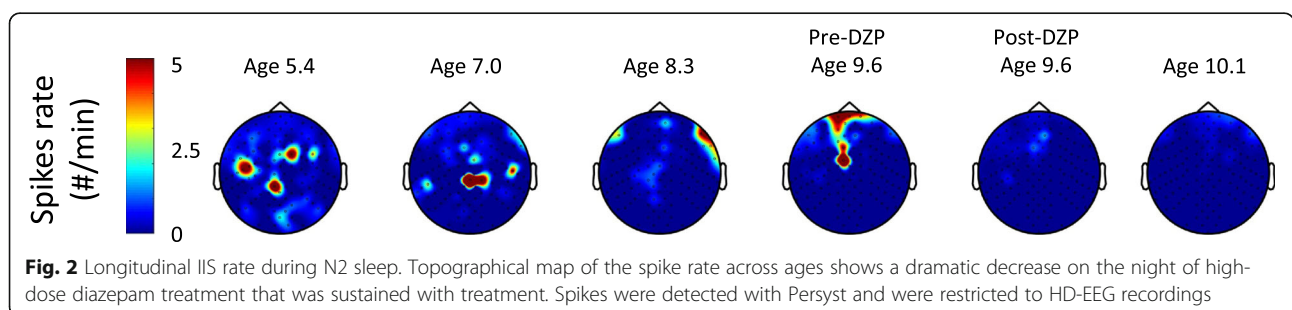 Spikes rate
(#/min)
5
2.5
0
Age 5.4
Age 7.0
Age 8.3
Pre-DZP
Age 9.6
Post-DZP
Age 9.6
Age 10.1
Fig. 2 Longitudinal IIS rate during N2 sleep. Topographical map of the spike rate across ages shows a dramatic decrease on the night of high-
dose diazepam treatment that was sustained with treatment. Spikes were detected with Persyst and were restricted to HD-EEG recordings